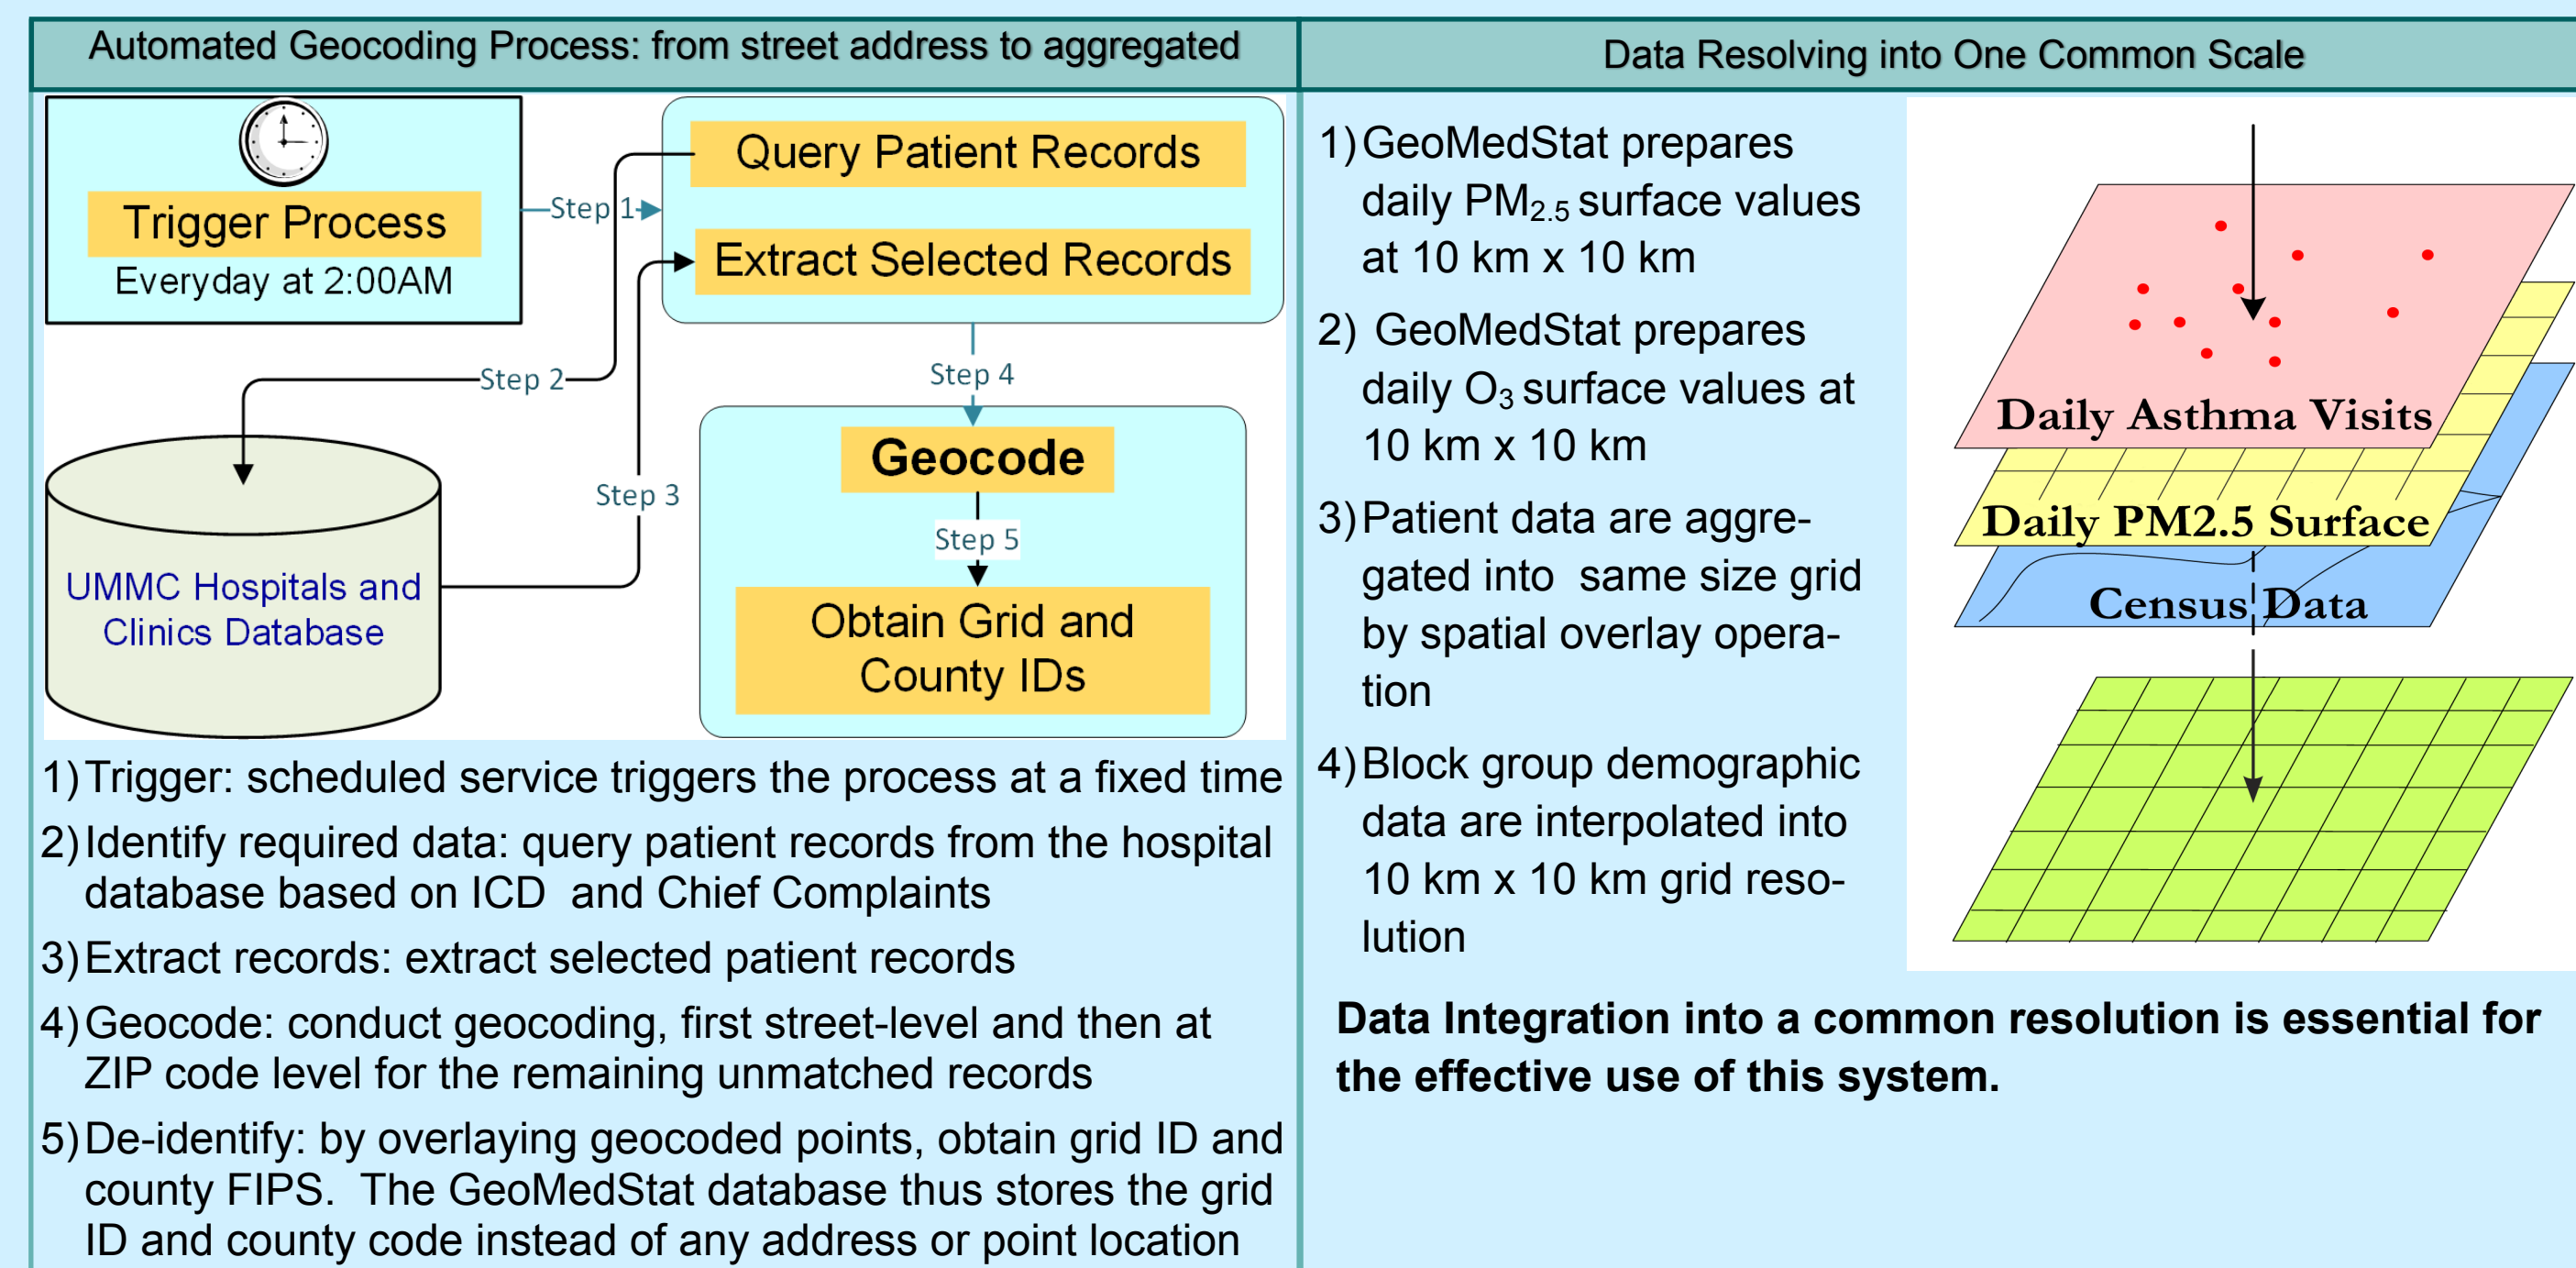 Automated Geocoding Process: from street address to aggregated
Trigger Process
Everyday at 2:00AM
Step 1
Query Patient Records
Extract Selected Records
Step 2
Step 3
Step 4
UMMC Hospitals and
Clinics Database
Geocode
Step 5
Obtain Grid and
County IDs
1) Trigger: scheduled service triggers the process at a fixed time
2) Identify required data: query patient records from the hospital
database based on ICD  and Chief Complaints
3) Extract records: extract selected patient records
4) Geocode: conduct geocoding, first street-level and then at
ZIP code level for the remaining unmatched records
5) De-identify: by overlaying geocoded points, obtain grid ID and
county FIPS.  The GeoMedStat database thus stores the grid
ID and county code instead of any address or point location
Data Resolving into One Common Scale
1) GeoMedStat prepares
daily PM2.5 surface values
at 10 km x 10 km
2) GeoMedStat prepares
daily O3 surface values at
10 km x 10 km
3) Patient data are aggre-
gated into  same size grid
by spatial overlay opera-
tion
4) Block group demographic
data are interpolated into
10 km x 10 km grid reso-
lution
Daily Asthma Visits
Daily PM2.5 Surface
Census Data
Data Integration into a common resolution is essential for
the effective use of this system.